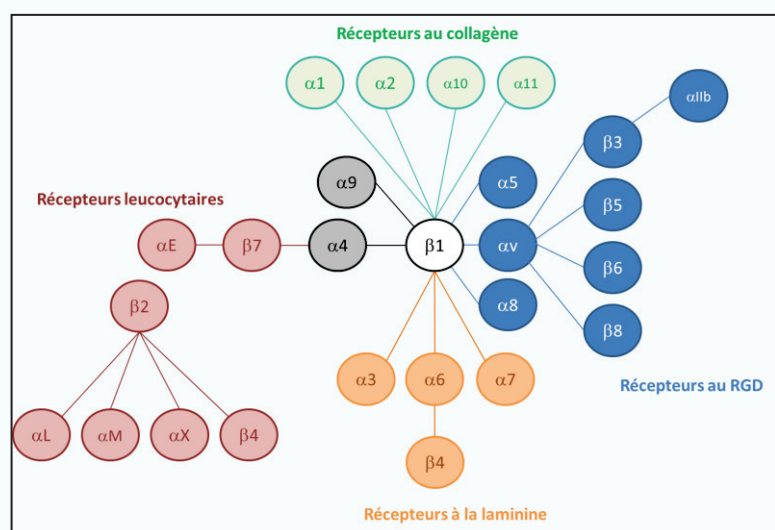 Récepteurs au collagène
α1 α2 α10 α11
αIIb
β3
α9 α5
Récepteurs leucocytaires
β5
αE β7 α4 β1 αv
β6
β2 α8
β8
α3 α6 α7
Récepteurs au RGD
αL αM αX β4
β4
Récepteurs à la laminine